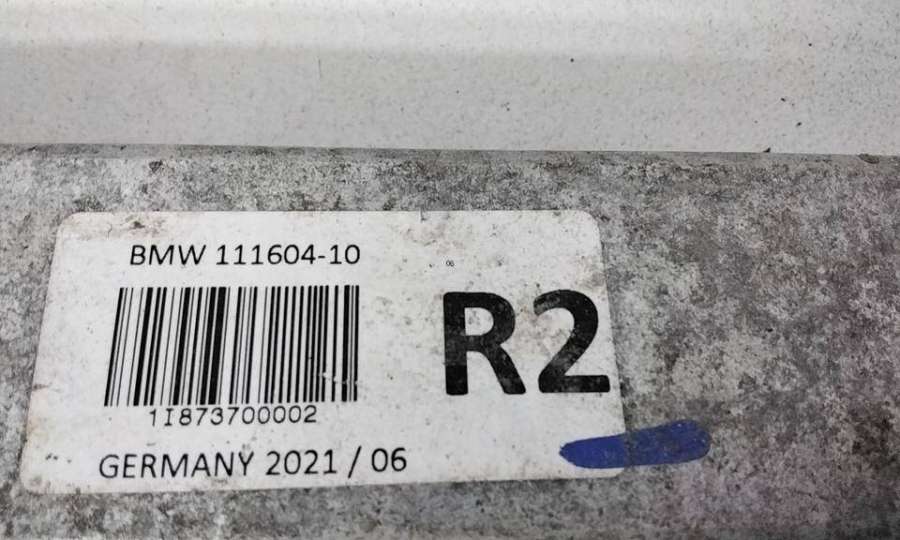 BMW 111604-10
R2
1I873700002
GERMANY 2021 / 06